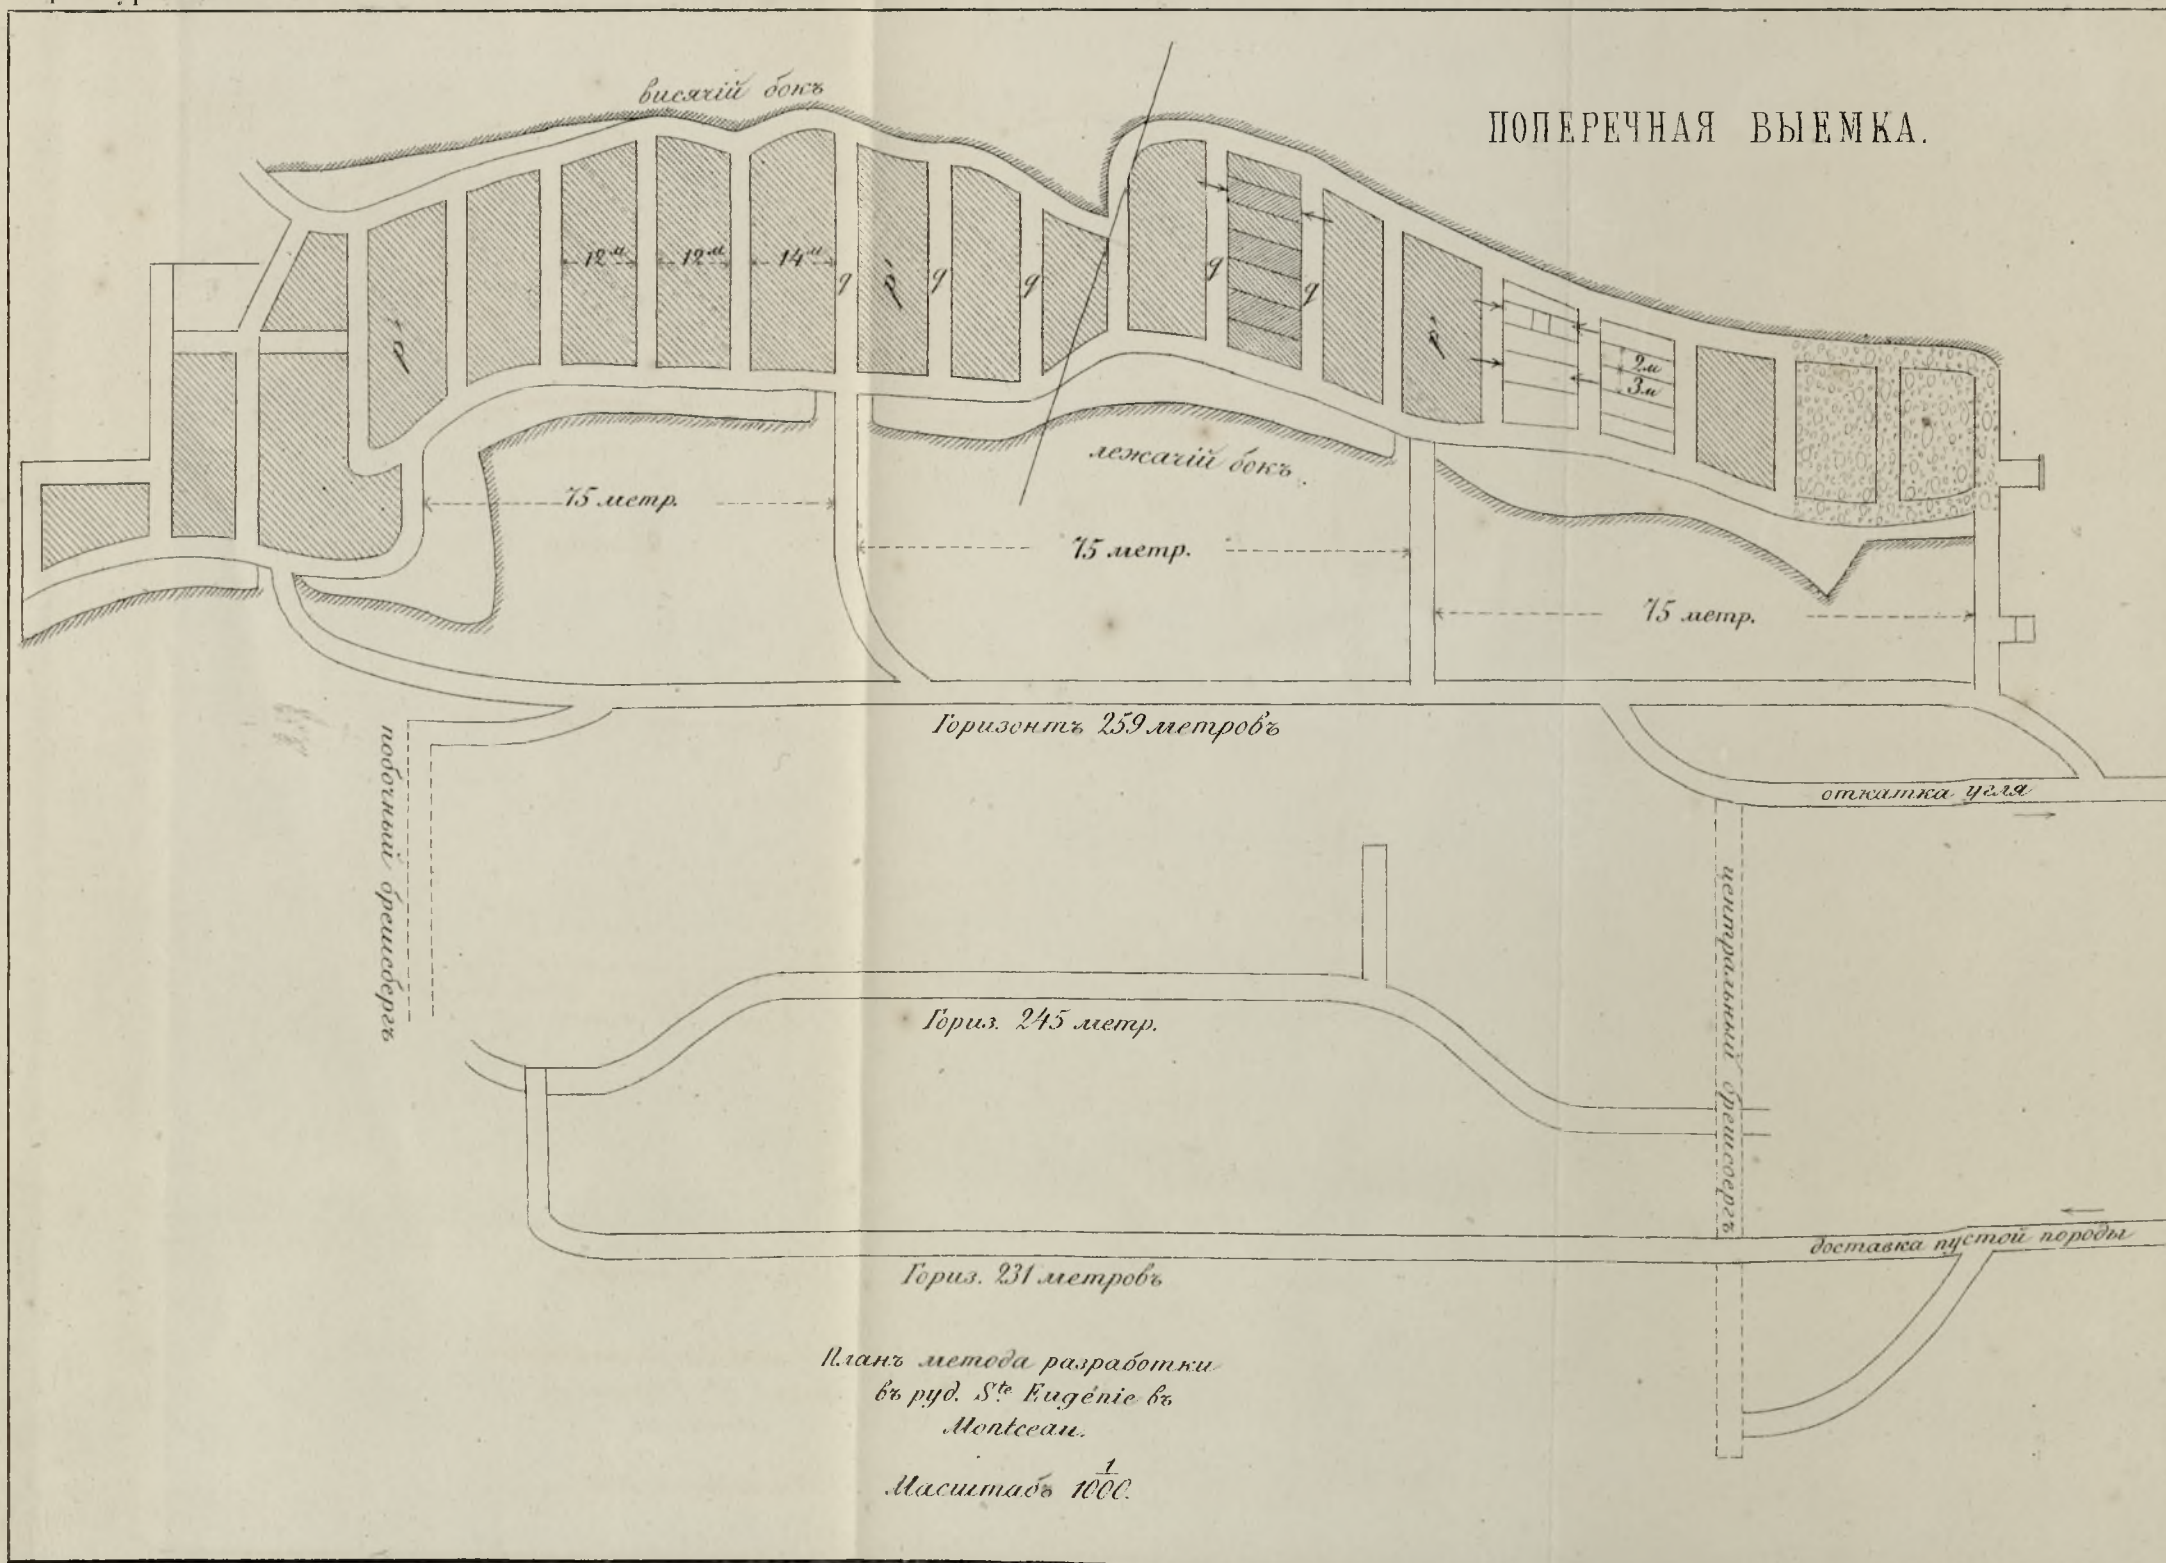 ПОПЕРЕЧНАЯ ВЫЕМКА.
висячій бокъ
12м
12м
14м
g
p'
g
g
g
g
p'
p'
2м
3м
лежачій бокъ.
75 метр.
75 метр.
75 метр.
Горизонтъ 259 метровъ
откатка угля
побочный бремсбергъ
центральный бремсбергъ
Гориз. 245 метр.
доставка пустой породы
Гориз. 231 метровъ
Планъ метода разработки
въ руд. Ste. Eugénie въ
Montceau.
Масштабъ 1/1000.